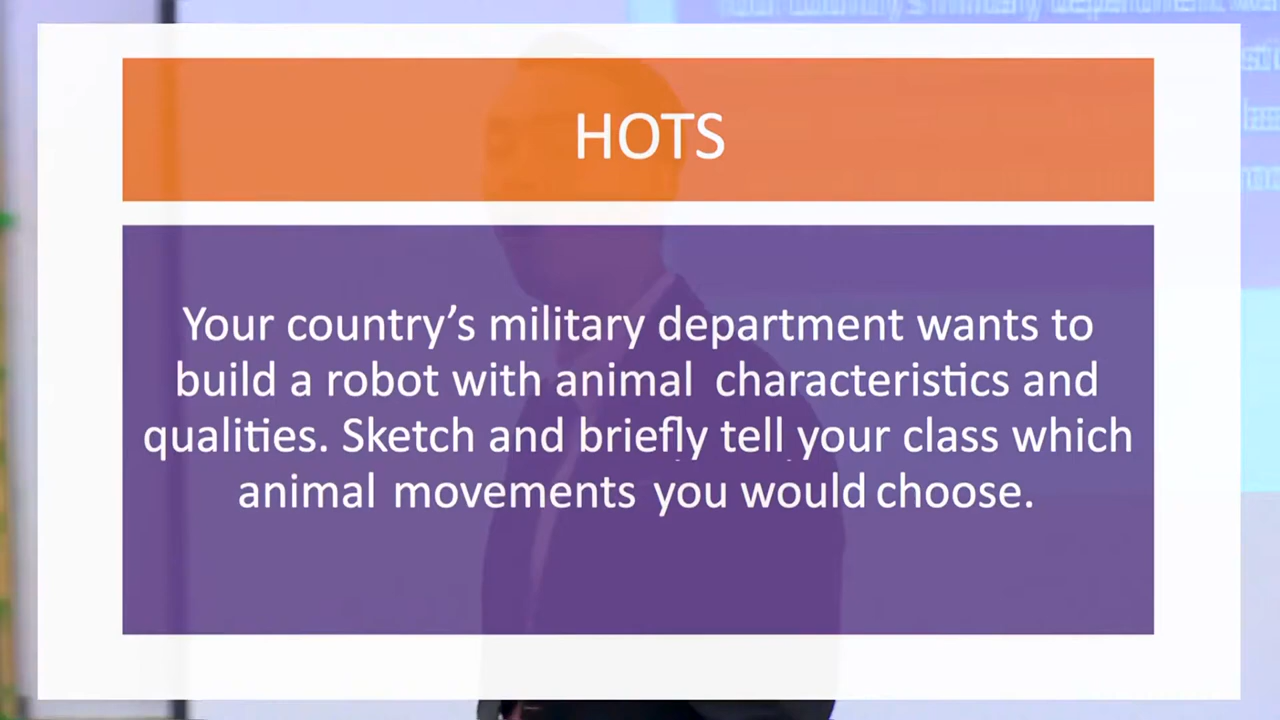 HOTS
Your country's military department wants to
build a robot with animal characteristics and
qualities. Sketch and briefly tell your class which
animal movements you would choose.